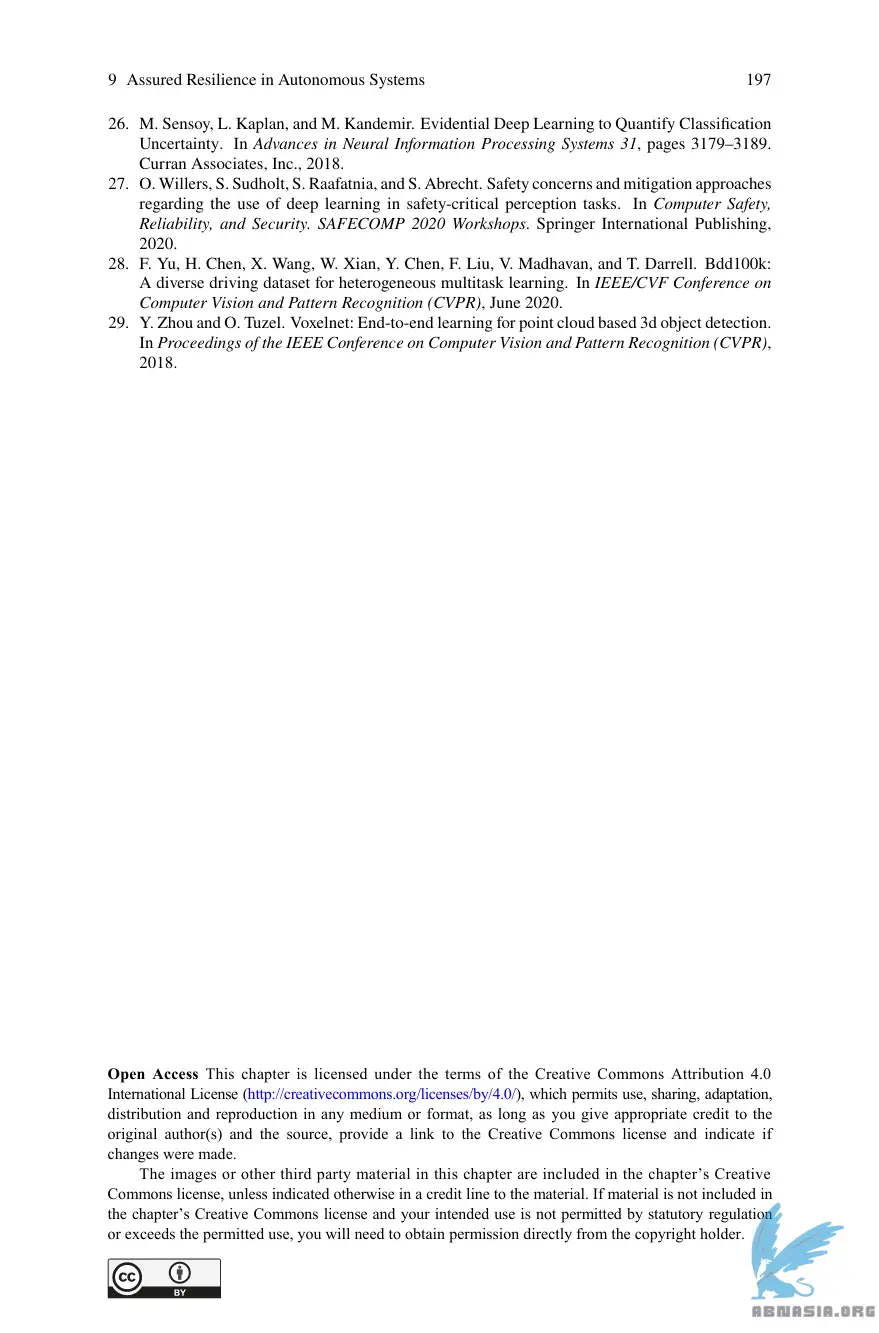 9 Assured Resilience in Autonomous Systems 197
26. M. Sensoy, L. Kaplan, and M. Kandemir. Evidential Deep Learning to Quantify Classification
Uncertainty. In Advances in Neural Information Processing Systems 31, pages 3179–3189.
Curran Associates, Inc., 2018.
27. O. Willers, S. Sudholt, S. Raafatnia, and S. Abrecht. Safety concerns and mitigation approaches
regarding the use of deep learning in safety-critical perception tasks. In Computer Safety,
Reliability, and Security. SAFECOMP 2020 Workshops. Springer International Publishing,
2020.
28. F. Yu, H. Chen, X. Wang, W. Xian, Y. Chen, F. Liu, V. Madhavan, and T. Darrell. Bdd100k:
A diverse driving dataset for heterogeneous multitask learning. In IEEE/CVF Conference on
Computer Vision and Pattern Recognition (CVPR), June 2020.
29. Y. Zhou and O. Tuzel. Voxelnet: End-to-end learning for point cloud based 3d object detection.
In Proceedings of the IEEE Conference on Computer Vision and Pattern Recognition (CVPR),
2018.
Open Access This chapter is licensed under the terms of the Creative Commons Attribution 4.0
International License (http://creativecommons.org/licenses/by/4.0/), which permits use, sharing, adaptation,
distribution and reproduction in any medium or format, as long as you give appropriate credit to the
original author(s) and the source, provide a link to the Creative Commons license and indicate if
changes were made.
The images or other third party material in this chapter are included in the chapter's Creative
Commons license, unless indicated otherwise in a credit line to the material. If material is not included in
the chapter's Creative Commons license and your intended use is not permitted by statutory regulation
or exceeds the permitted use, you will need to obtain permission directly from the copyright holder.
cc
BY
ABNASIA.ORG